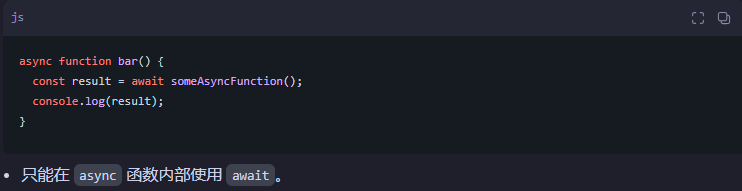 js
async function bar() {
  const result = await someAsyncFunction();
  console.log(result);
}
• 只能在 async 函数内部使用 await。